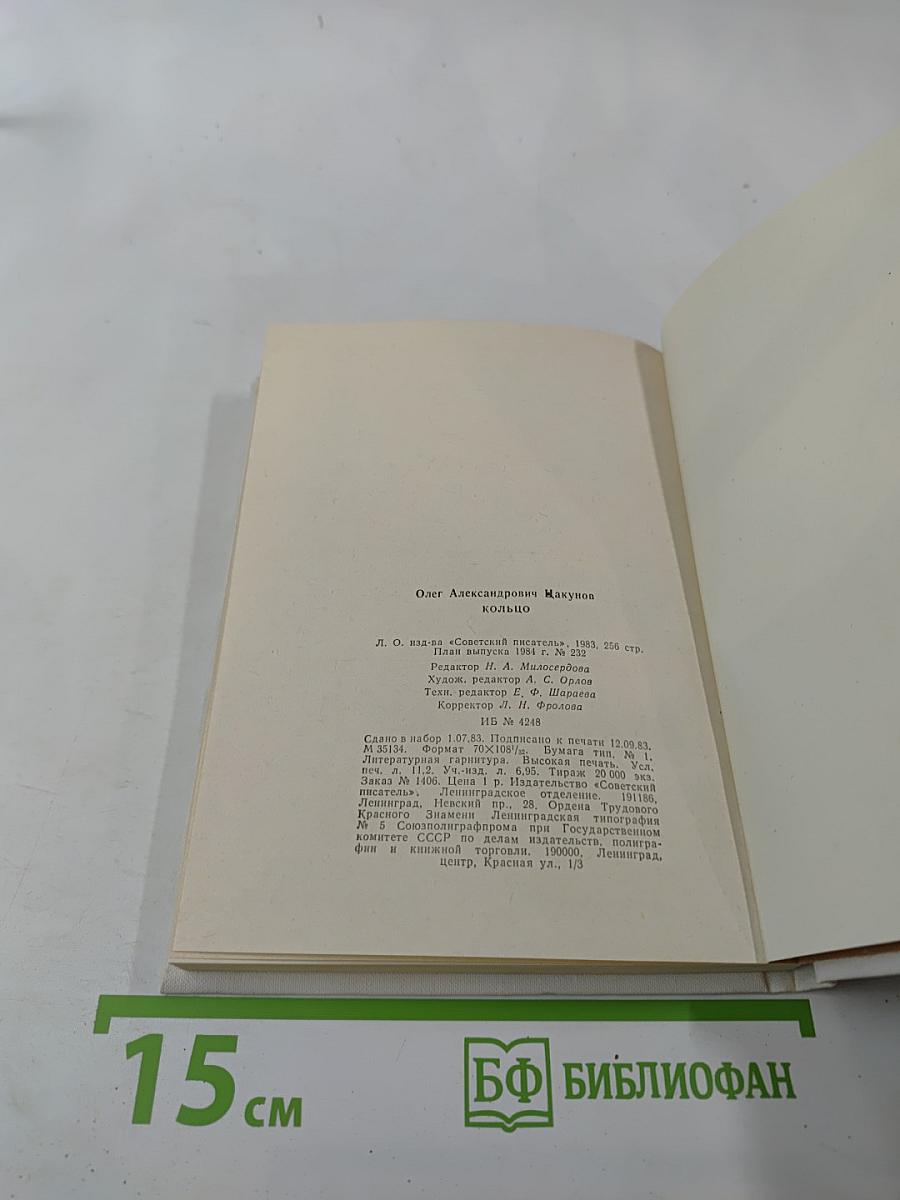 Олег Александрович Цакунов
КОЛЬЦО
Л. О. изд-ва «Советский писатель», 1983, 256 стр.
План выпуска 1984 г. № 232
Редактор Н. А. Милосердова
Худож. редактор А. С. Орлов
Техн. редактор Е. Ф. Шараева
Корректор Л. Н. Фролова
ИБ № 4248
Сдано в набор 1.07.83. Подписано к печати 12.09.83.
М 35134. Формат 70×108¹/₃₂. Бумага тип. № 1.
Литературная гарнитура. Высокая печать. Усл.
печ. л. 11,2. Уч.-изд. л. 6,95. Тираж 20 000 экз.
Заказ № 1406. Цена 1 р. Издательство «Советский
писатель». Ленинградское отделение. 191186,
Ленинград, Невский пр., 28. Ордена Трудового
Красного Знамени Ленинградская типография
№ 5 Союзполиграфпрома при Государственном
комитете СССР по делам издательств, полигра-
фии и книжной торговли. 190000, Ленинград,
центр, Красная ул., 1/3
15 см
БФ БИБЛИОФАН